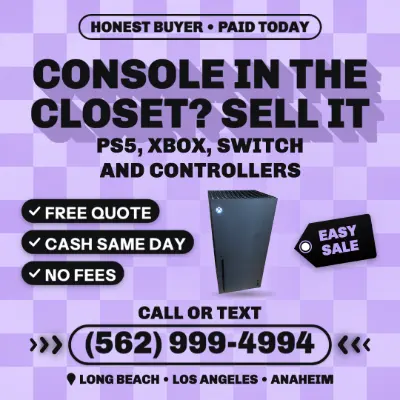 HONEST BUYER • PAID TODAY
CONSOLE IN THE
CLOSET? SELL IT
PS5, XBOX, SWITCH
AND CONTROLLERS
✓ FREE QUOTE
✓ CASH SAME DAY
✓ NO FEES
EASY
SALE
CALL OR TEXT
(562) 999-4994
LONG BEACH • LOS ANGELES • ANAHEIM